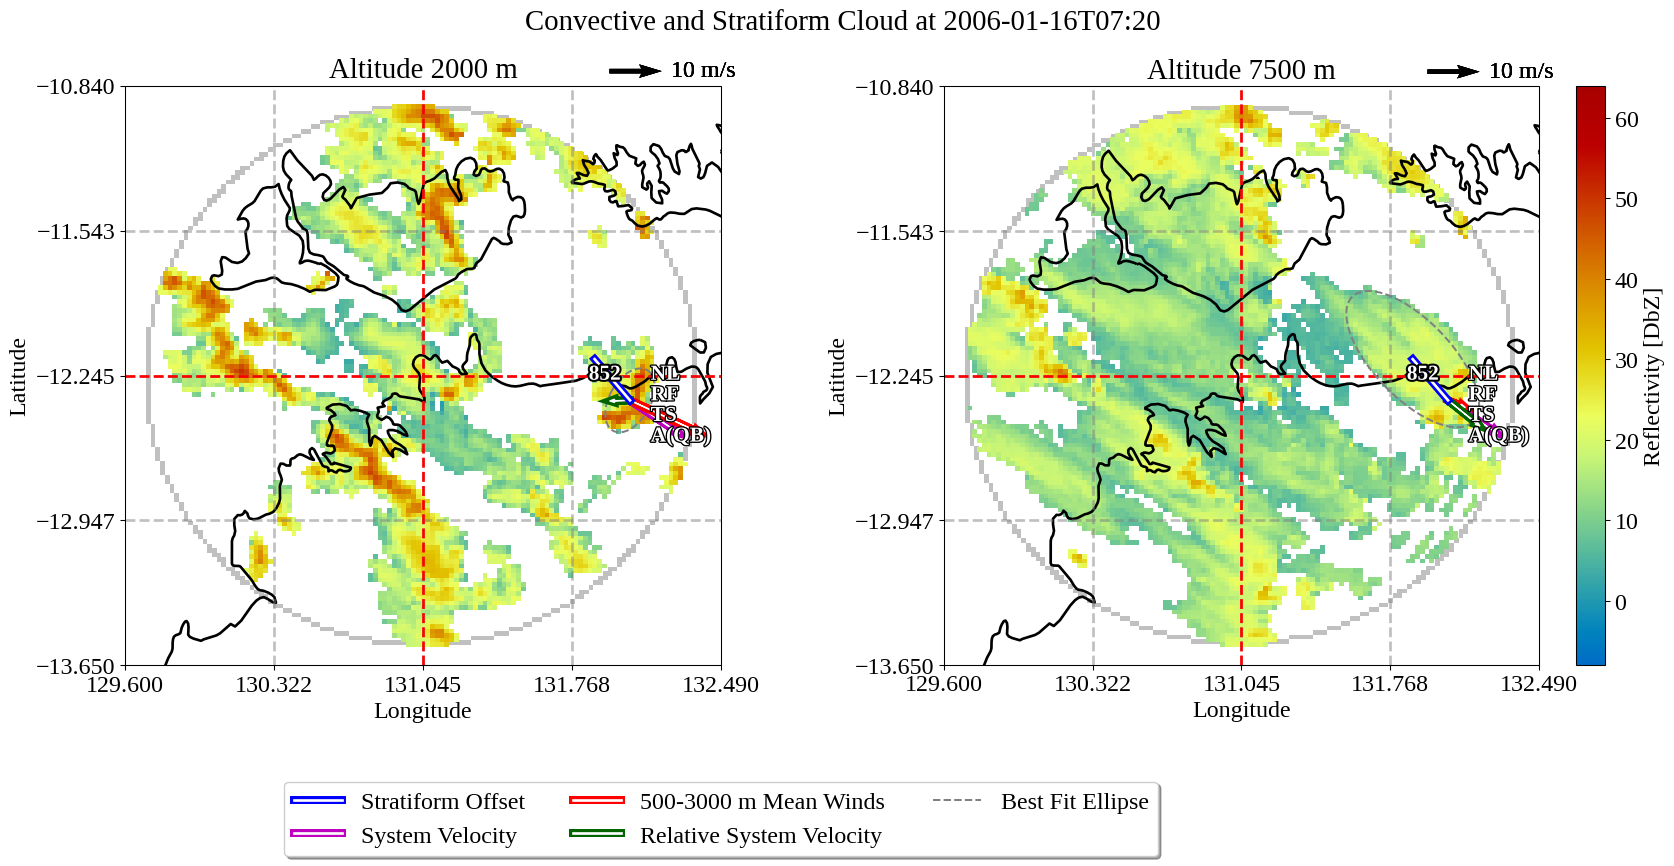 Convective and Stratiform Cloud at 2006-01-16T07:20
Altitude 2000 m
10 m/s
−10.840
−11.543
−12.245
−12.947
−13.650
Latitude
129.600
130.322
131.045
131.768
132.490
Longitude
852
NL
RF
TS
A(QB)
Altitude 7500 m
10 m/s
−10.840
−11.543
−12.245
−12.947
−13.650
Latitude
129.600
130.322
131.045
131.768
132.490
Longitude
852
NL
RF
TS
A(QB)
60
50
40
30
20
10
0
Reflectivity [DbZ]
Stratiform Offset
System Velocity
500-3000 m Mean Winds
Relative System Velocity
Best Fit Ellipse